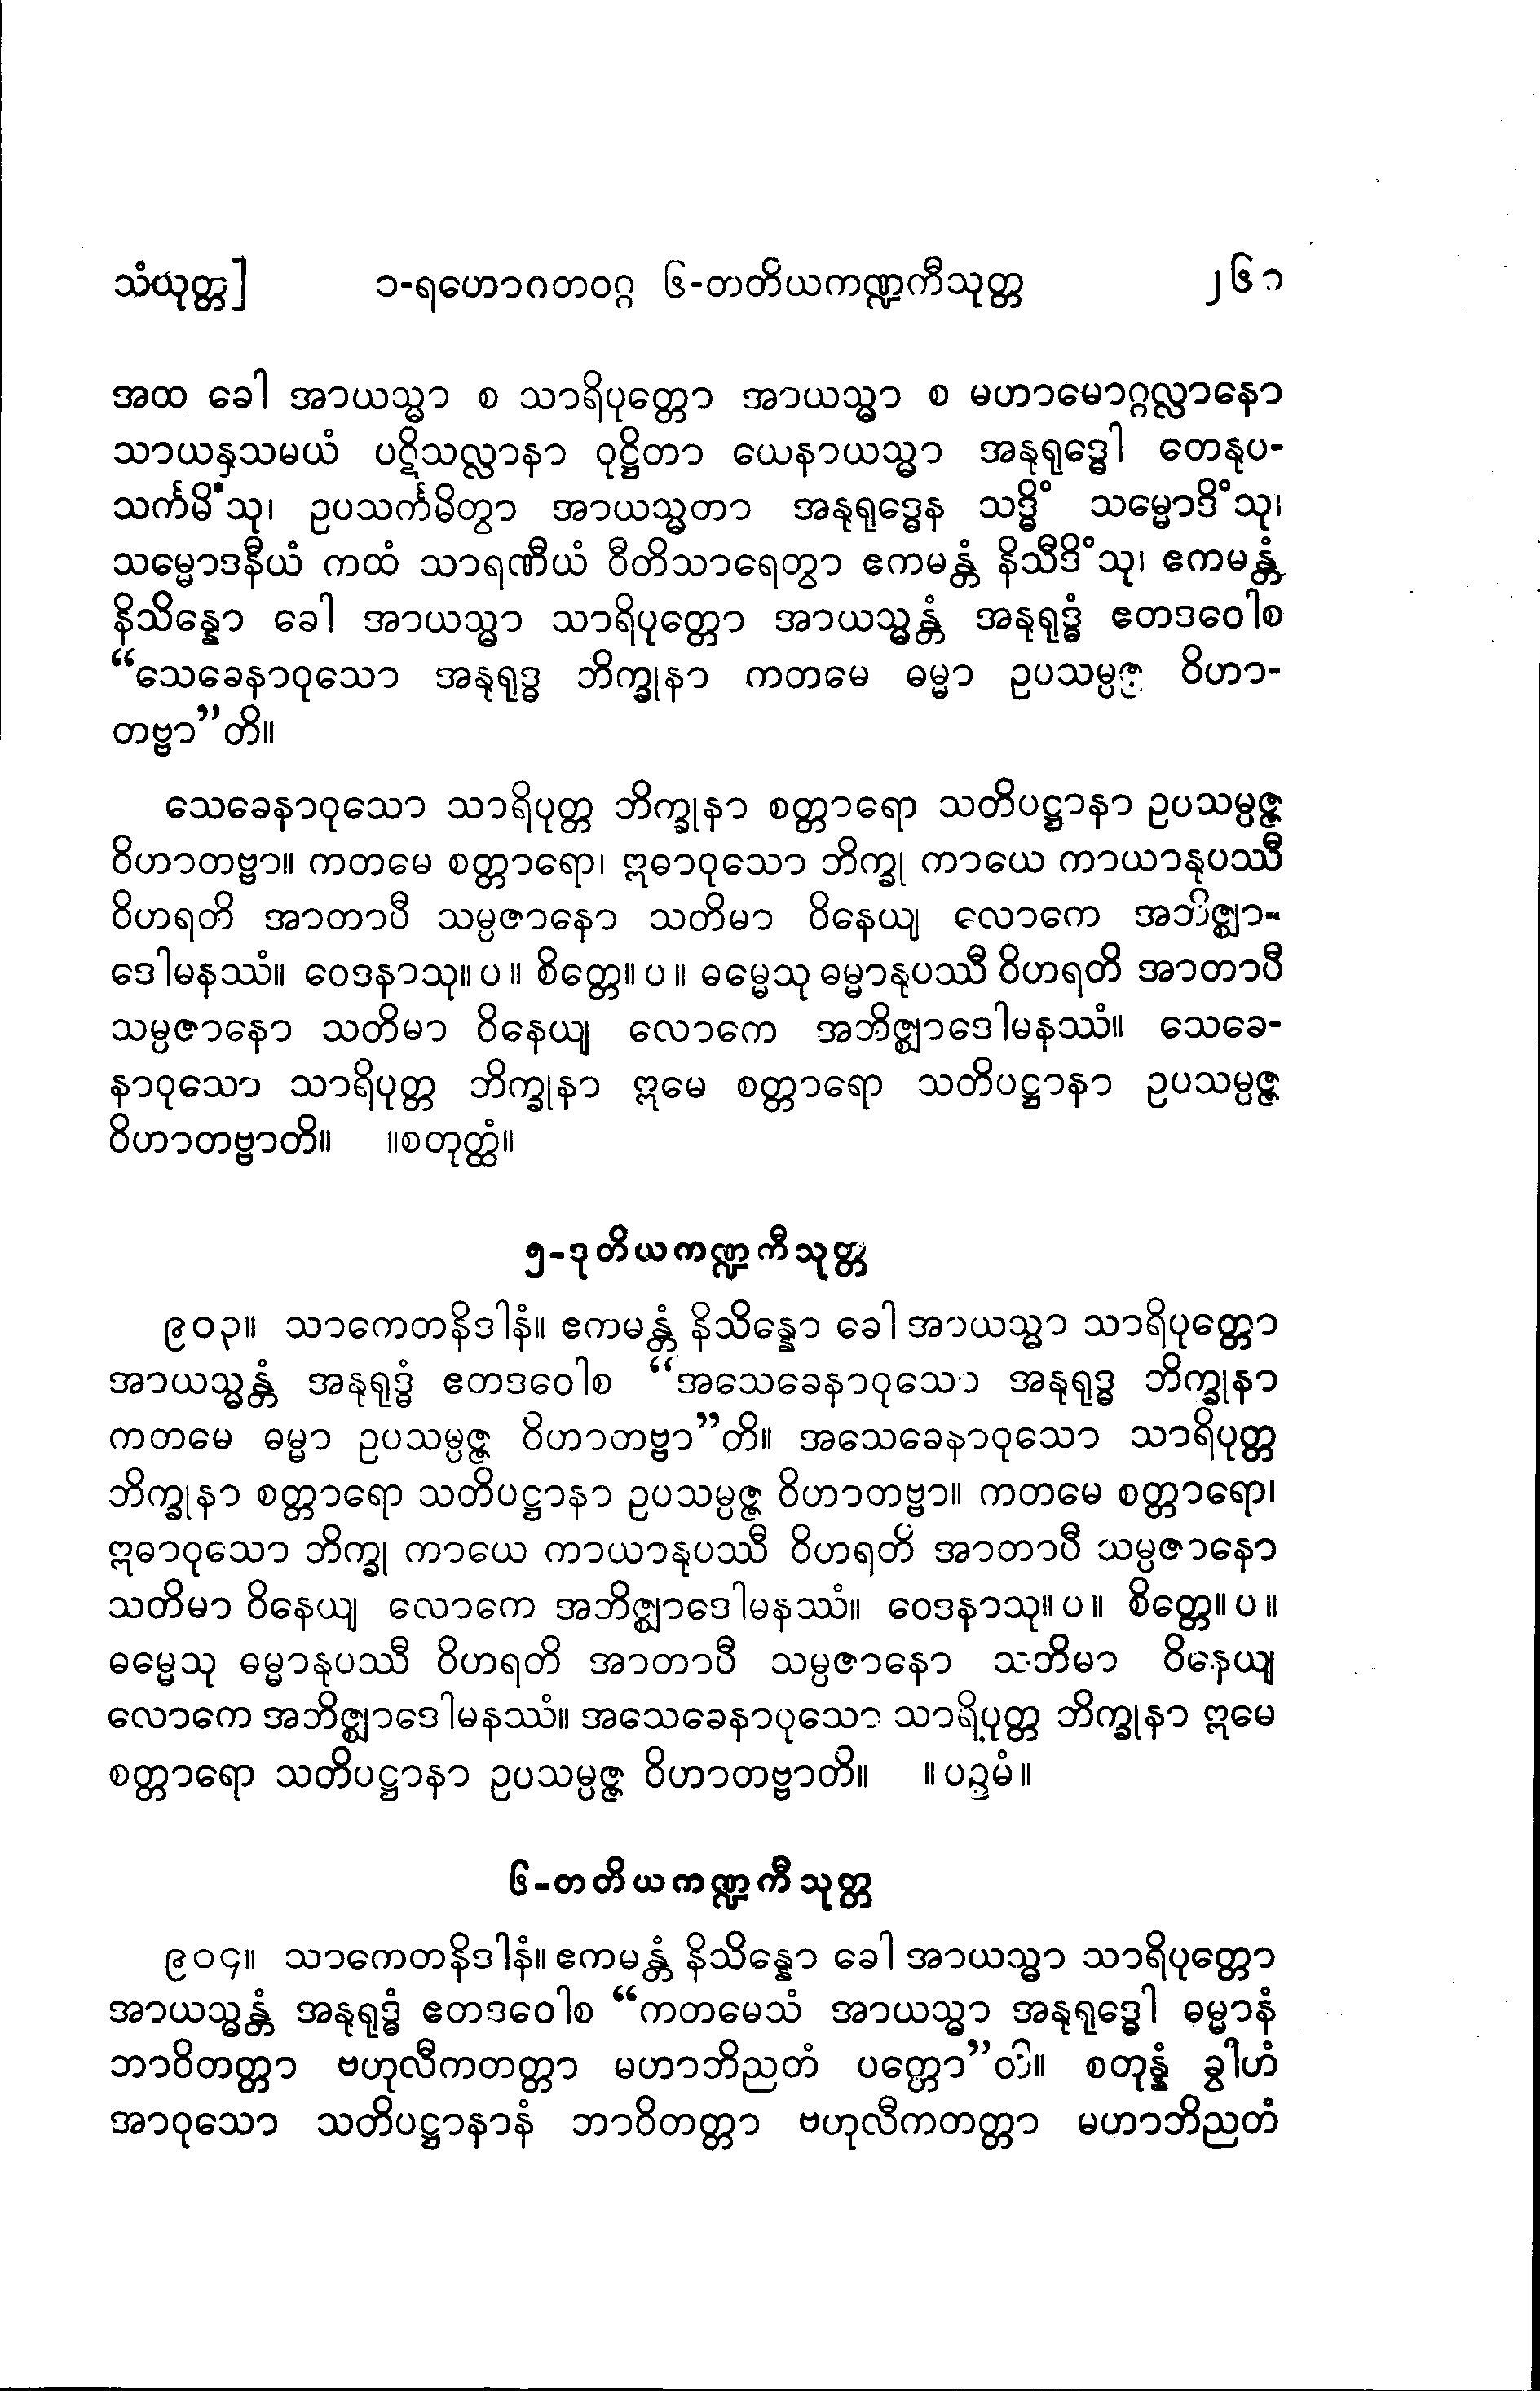 သံယုတ္တ] ၁-ရဟောဂတဝဂ္ဂ ၆-တတိယကဏ္ဍကီသုတ္တ ၂၆၁
အထ ခေါ အာယသ္မာ စ သာရိပုတ္တော အာယသ္မာ စ မဟာမောဂ္ဂလ္လာနော
သာယနှသမယံ ပဋိသလ္လာနာ ဝုဋ္ဌိတာ ယေနာယသ္မာ အနုရုဒ္ဓေါ တေနုပ-
သင်္ကမိံသု၊ ဥပသင်္ကမိတွာ အာယသ္မတာ အနုရုဒ္ဓေန သဒ္ဓိံ သမ္မောဒိံသု၊
သမ္မောဒနီယံ ကထံ သာရဏီယံ ဝီတိသာရေတွာ ဧကမန္တံ နိသီဒိံသု၊ ဧကမန္တံ
နိသိန္နော ခေါ အာယသ္မာ သာရိပုတ္တော အာယသ္မန္တံ အနုရုဒ္ဓံ ဧတဒဝေါစ
“သေခေနာဝုသော အနုရုဒ္ဓ ဘိက္ခုနာ ကတမေ ဓမ္မာ ဥပသမ္ပဇ္ဇ ဝိဟာ-
တဗ္ဗာ”တိ။
သေခေနာဝုသော သာရိပုတ္တ ဘိက္ခုနာ စတ္တာရော သတိပဋ္ဌာနာ ဥပသမ္ပဇ္ဇ
ဝိဟာတဗ္ဗာ။ ကတမေ စတ္တာရော၊ ဣဓာဝုသော ဘိက္ခု ကာယေ ကာယာနုပဿီ
ဝိဟရတိ အာတာပီ သမ္ပဇာနော သတိမာ ဝိနေယျ လောကေ အဘိဇ္ဈာ-
ဒေါမနဿံ။ ဝေဒနာသု။ ပ ။ စိတ္တေ။ ပ ။ ဓမ္မေသု ဓမ္မာနုပဿီ ဝိဟရတိ အာတာပီ
သမ္ပဇာနော သတိမာ ဝိနေယျ လောကေ အဘိဇ္ဈာဒေါမနဿံ။ သေခေ-
နာဝုသော သာရိပုတ္တ ဘိက္ခုနာ ဣမေ စတ္တာရော သတိပဋ္ဌာနာ ဥပသမ္ပဇ္ဇ
ဝိဟာတဗ္ဗာတိ။ ။စတုတ္ထံ။
၅-ဒုတိယကဏ္ဍကီသုတ္တ
၉၀၃။ သာကေတနိဒါနံ။ ဧကမန္တံ နိသိန္နော ခေါ အာယသ္မာ သာရိပုတ္တော
အာယသ္မန္တံ အနုရုဒ္ဓံ ဧတဒဝေါစ “အသေခေနာဝုသော အနုရုဒ္ဓ ဘိက္ခုနာ
ကတမေ ဓမ္မာ ဥပသမ္ပဇ္ဇ ဝိဟာတဗ္ဗာ”တိ။ အသေခေနာဝုသော သာရိပုတ္တ
ဘိက္ခုနာ စတ္တာရော သတိပဋ္ဌာနာ ဥပသမ္ပဇ္ဇ ဝိဟာတဗ္ဗာ။ ကတမေ စတ္တာရော၊
ဣဓာဝုသော ဘိက္ခု ကာယေ ကာယာနုပဿီ ဝိဟရတိ အာတာပီ သမ္ပဇာနော
သတိမာ ဝိနေယျ လောကေ အဘိဇ္ဈာဒေါမနဿံ။ ဝေဒနာသု။ ပ ။ စိတ္တေ။ ပ ။
ဓမ္မေသု ဓမ္မာနုပဿီ ဝိဟရတိ အာတာပီ သမ္ပဇာနော သတိမာ ဝိနေယျ
လောကေ အဘိဇ္ဈာဒေါမနဿံ။ အသေခေနာဝုသော သာရိပုတ္တ ဘိက္ခုနာ ဣမေ
စတ္တာရော သတိပဋ္ဌာနာ ဥပသမ္ပဇ္ဇ ဝိဟာတဗ္ဗာတိ။ ။ ပဉ္စမံ ။
၆-တတိယကဏ္ဍကီသုတ္တ
၉၀၄။ သာကေတနိဒါနံ။ ဧကမန္တံ နိသိန္နော ခေါ အာယသ္မာ သာရိပုတ္တော
အာယသ္မန္တံ အနုရုဒ္ဓံ ဧတဒဝေါစ “ကတမေသံ အာယသ္မာ အနုရုဒ္ဓေါ ဓမ္မာနံ
ဘာဝိတတ္တာ ဗဟုလီကတတ္တာ မဟာဘိညတံ ပတ္တော”တိ။ စတုန္နံ ခွါဟံ
အာဝုသော သတိပဋ္ဌာနာနံ ဘာဝိတတ္တာ ဗဟုလီကတတ္တာ မဟာဘိညတံ